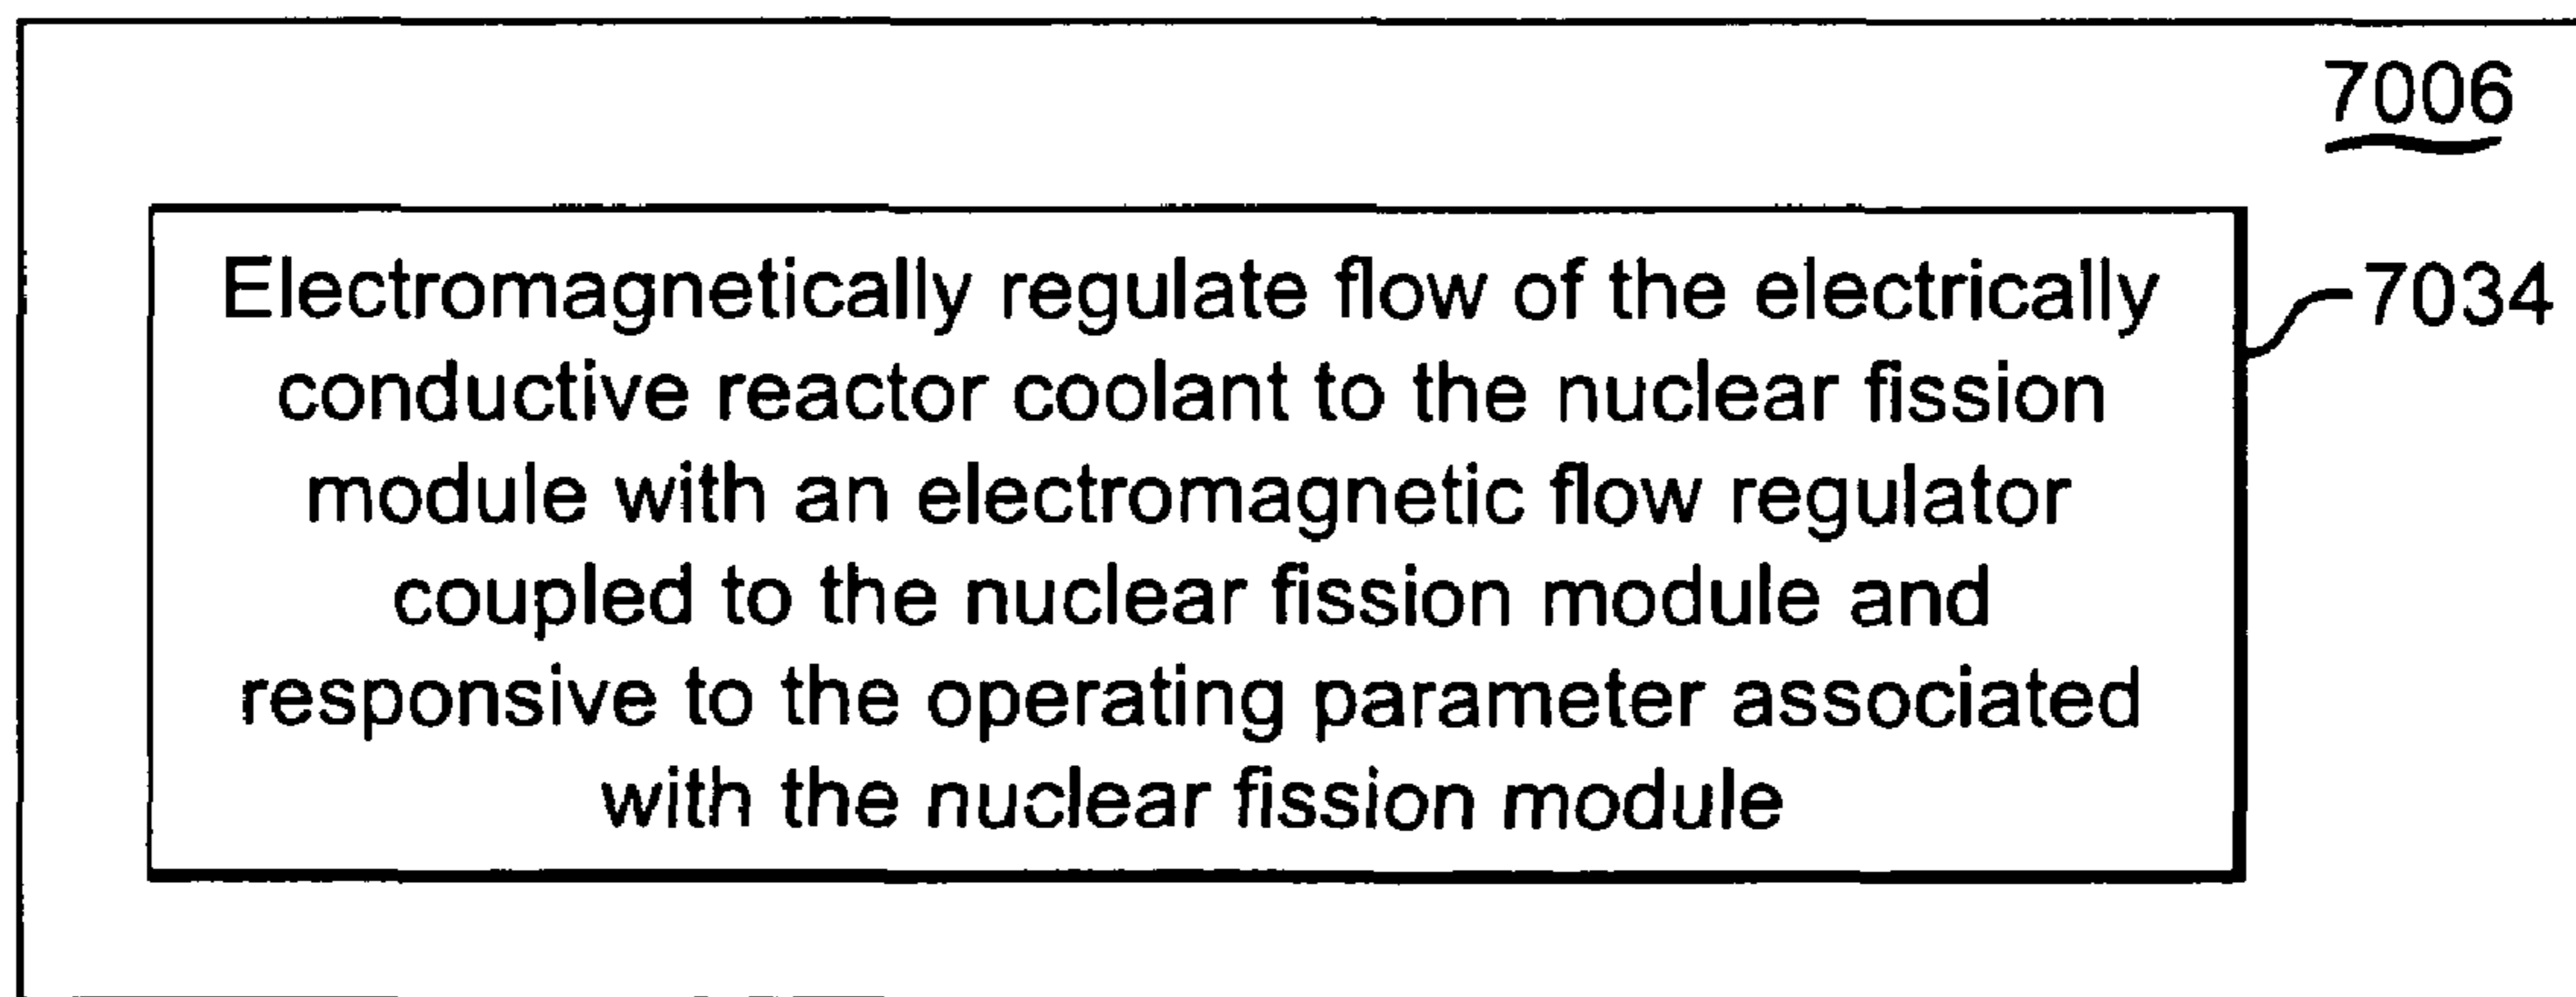 7006
Electromagnetically regulate flow of the electrically
7034
conductive reactor coolant to the nuclear fission
module with an electromagnetic flow regulator
coupled to the nuclear fission module and
responsive to the operating parameter associated
with the nuclear fission module